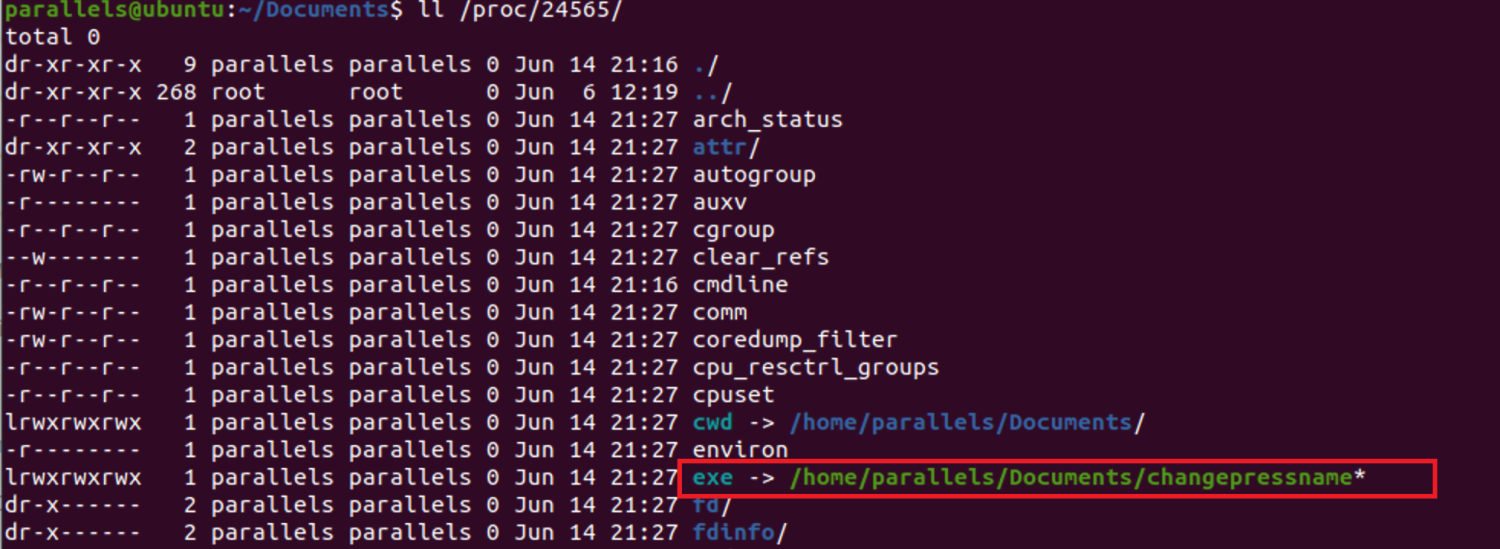 parallels@ubuntu:~/Documents$ ll /proc/24565/
total 0
dr-xr-xr-x   9 parallels parallels 0 Jun 14 21:16 ./
dr-xr-xr-x 268 root      root      0 Jun  6 12:19 ../
-r--r--r--   1 parallels parallels 0 Jun 14 21:27 arch_status
dr-xr-xr-x   2 parallels parallels 0 Jun 14 21:27 attr/
-rw-r--r--   1 parallels parallels 0 Jun 14 21:27 autogroup
-r--------   1 parallels parallels 0 Jun 14 21:27 auxv
-r--r--r--   1 parallels parallels 0 Jun 14 21:27 cgroup
--w-------   1 parallels parallels 0 Jun 14 21:27 clear_refs
-r--r--r--   1 parallels parallels 0 Jun 14 21:16 cmdline
-rw-r--r--   1 parallels parallels 0 Jun 14 21:27 comm
-rw-r--r--   1 parallels parallels 0 Jun 14 21:27 coredump_filter
-r--r--r--   1 parallels parallels 0 Jun 14 21:27 cpu_resctrl_groups
-r--r--r--   1 parallels parallels 0 Jun 14 21:27 cpuset
lrwxrwxrwx   1 parallels parallels 0 Jun 14 21:27 cwd -> /home/parallels/Documents/
-r--------   1 parallels parallels 0 Jun 14 21:27 environ
lrwxrwxrwx   1 parallels parallels 0 Jun 14 21:27 exe -> /home/parallels/Documents/changepressname*
dr-x------   2 parallels parallels 0 Jun 14 21:27 fd/
dr-x------   2 parallels parallels 0 Jun 14 21:27 fdinfo/